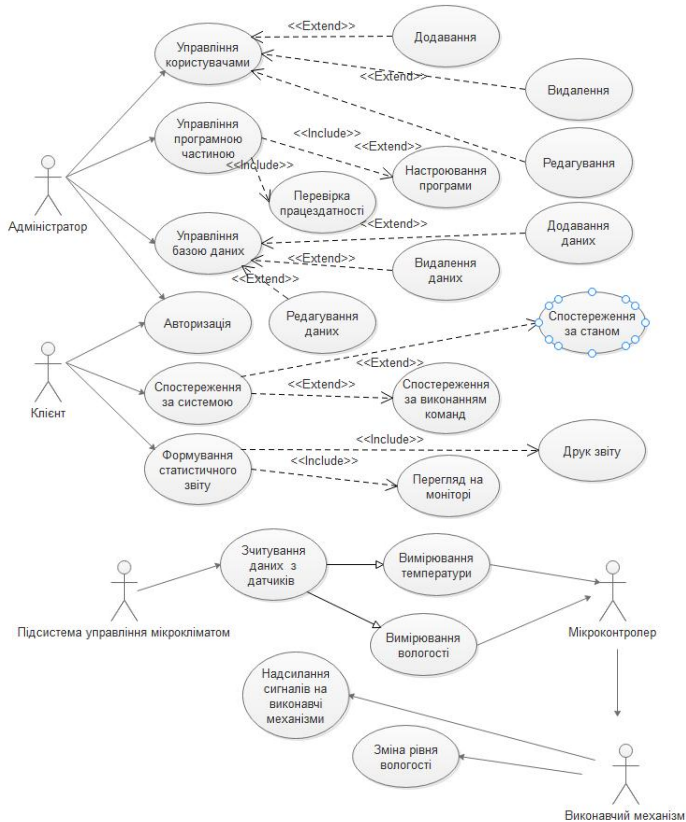 <<Extend>>
Управління
користувачами
Додавання
<<Extend>>
Видалення
Управління
програмною
частиною
<<Include>>
<<Extend>>
<<Include>>
Редагування
Настроювання
програми
Перевірка
працездатності
Адміністратор
Управління
базою даних
<<Extend>>
Додавання
даних
<<Extend>>
Видалення
даних
<<Extend>>
Редагування
даних
Авторизація
Спостереження
за станом
Клієнт
Спостереження
за системою
<<Extend>>
<<Extend>>
Спостереження
за виконанням
команд
Формування
статистичного
звіту
<<Include>>
Друк звіту
<<Include>>
Перегляд на
моніторі
Зчитування
даних з
датчиків
Вимірювання
температури
Підсистема управління мікрокліматом
Вимірювання
вологості
Мікроконтролер
Надсилання
сигналів на
виконавчі
механізми
Зміна рівня
вологості
Виконавчий механізм